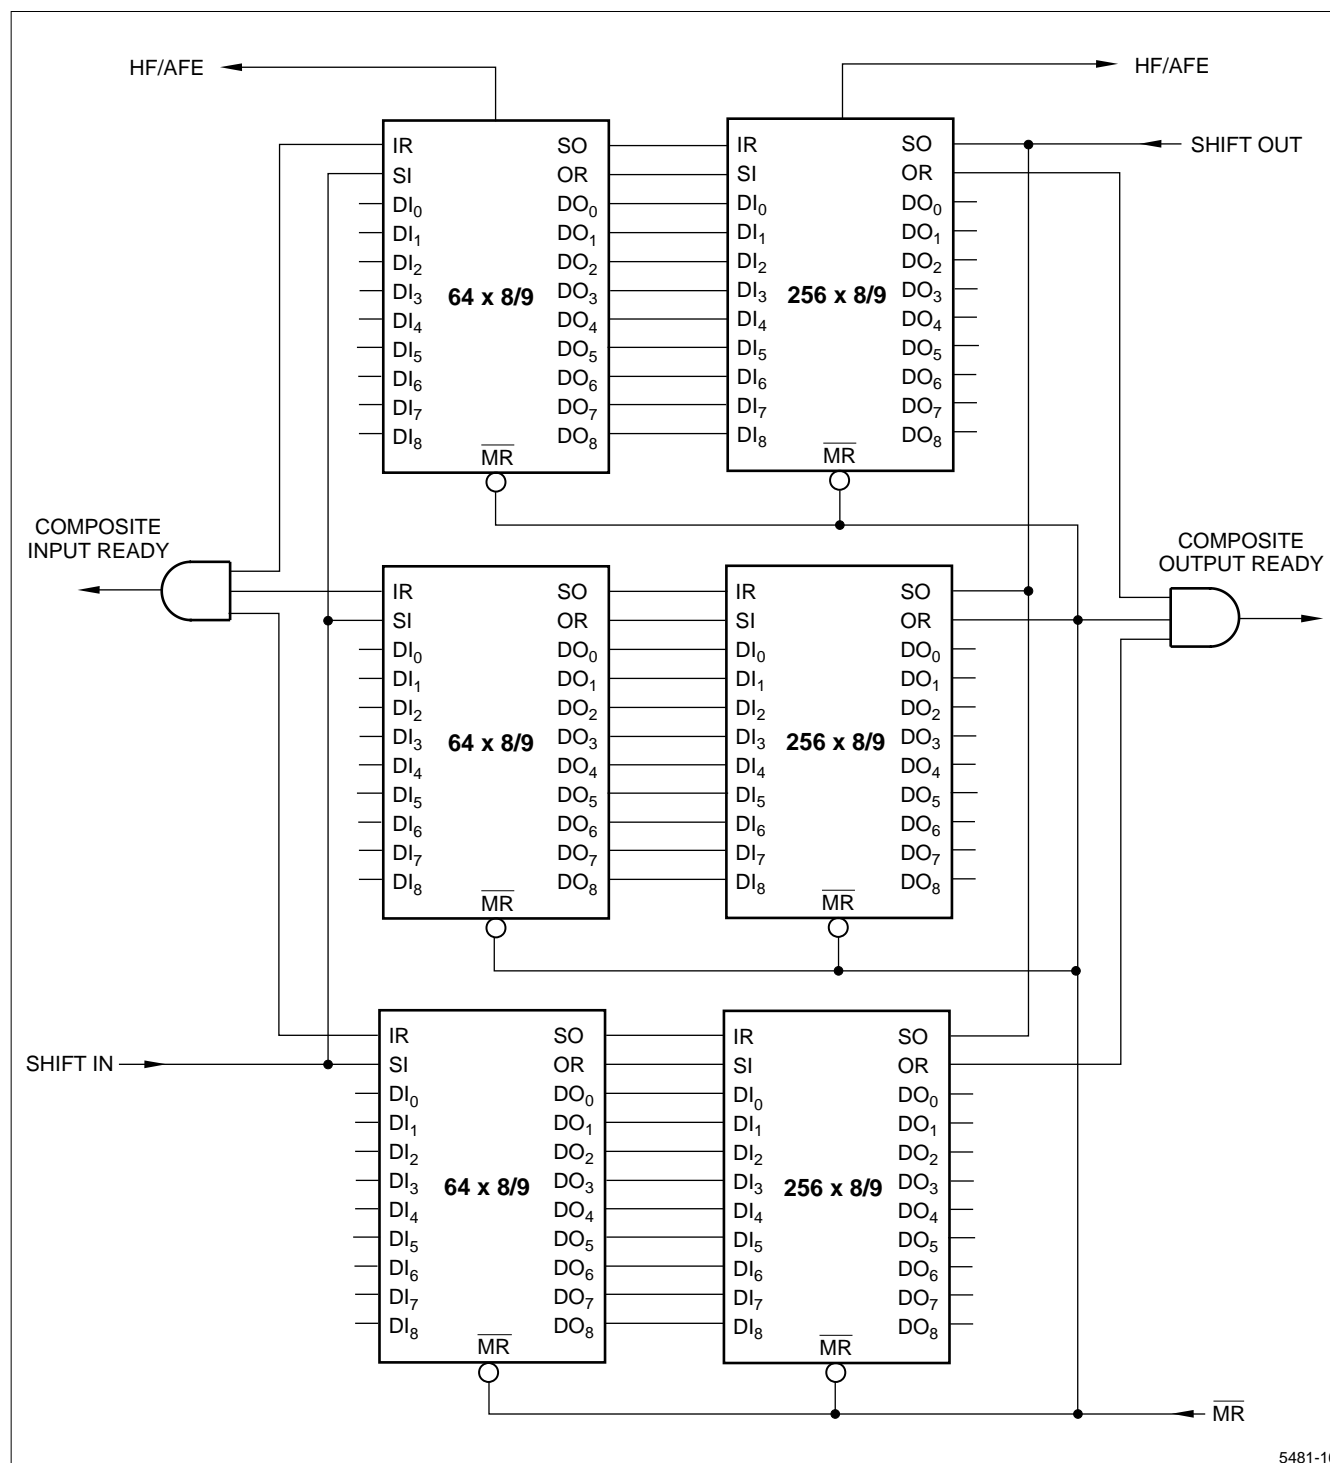 HF/AFE
HF/AFE
IR SO IR SO SHIFT OUT
SI OR SI OR
DI0 DO0 DI0 DO0
DI1 DO1 DI1 DO1
DI2 DO2 DI2 DO2
DI3 DO3 DI3 DO3
64 x 8/9 256 x 8/9
DI4 DO4 DI4 DO4
DI5 DO5 DI5 DO5
DI6 DO6 DI6 DO6
DI7 DO7 DI7 DO7
DI8 DO8 DI8 DO8
MR MR
COMPOSITE
INPUT READY
COMPOSITE
OUTPUT READY
IR SO IR SO
SI OR SI OR
DI0 DO0 DI0 DO0
DI1 DO1 DI1 DO1
DI2 DO2 DI2 DO2
DI3 DO3 DI3 DO3
64 x 8/9 256 x 8/9
DI4 DO4 DI4 DO4
DI5 DO5 DI5 DO5
DI6 DO6 DI6 DO6
DI7 DO7 DI7 DO7
DI8 DO8 DI8 DO8
MR MR
IR SO IR SO
SHIFT IN SI OR SI OR
DI0 DO0 DI0 DO0
DI1 DO1 DI1 DO1
DI2 DO2 DI2 DO2
DI3 DO3 DI3 DO3
64 x 8/9 256 x 8/9
DI4 DO4 DI4 DO4
DI5 DO5 DI5 DO5
DI6 DO6 DI6 DO6
DI7 DO7 DI7 DO7
DI8 DO8 DI8 DO8
MR MR
MR